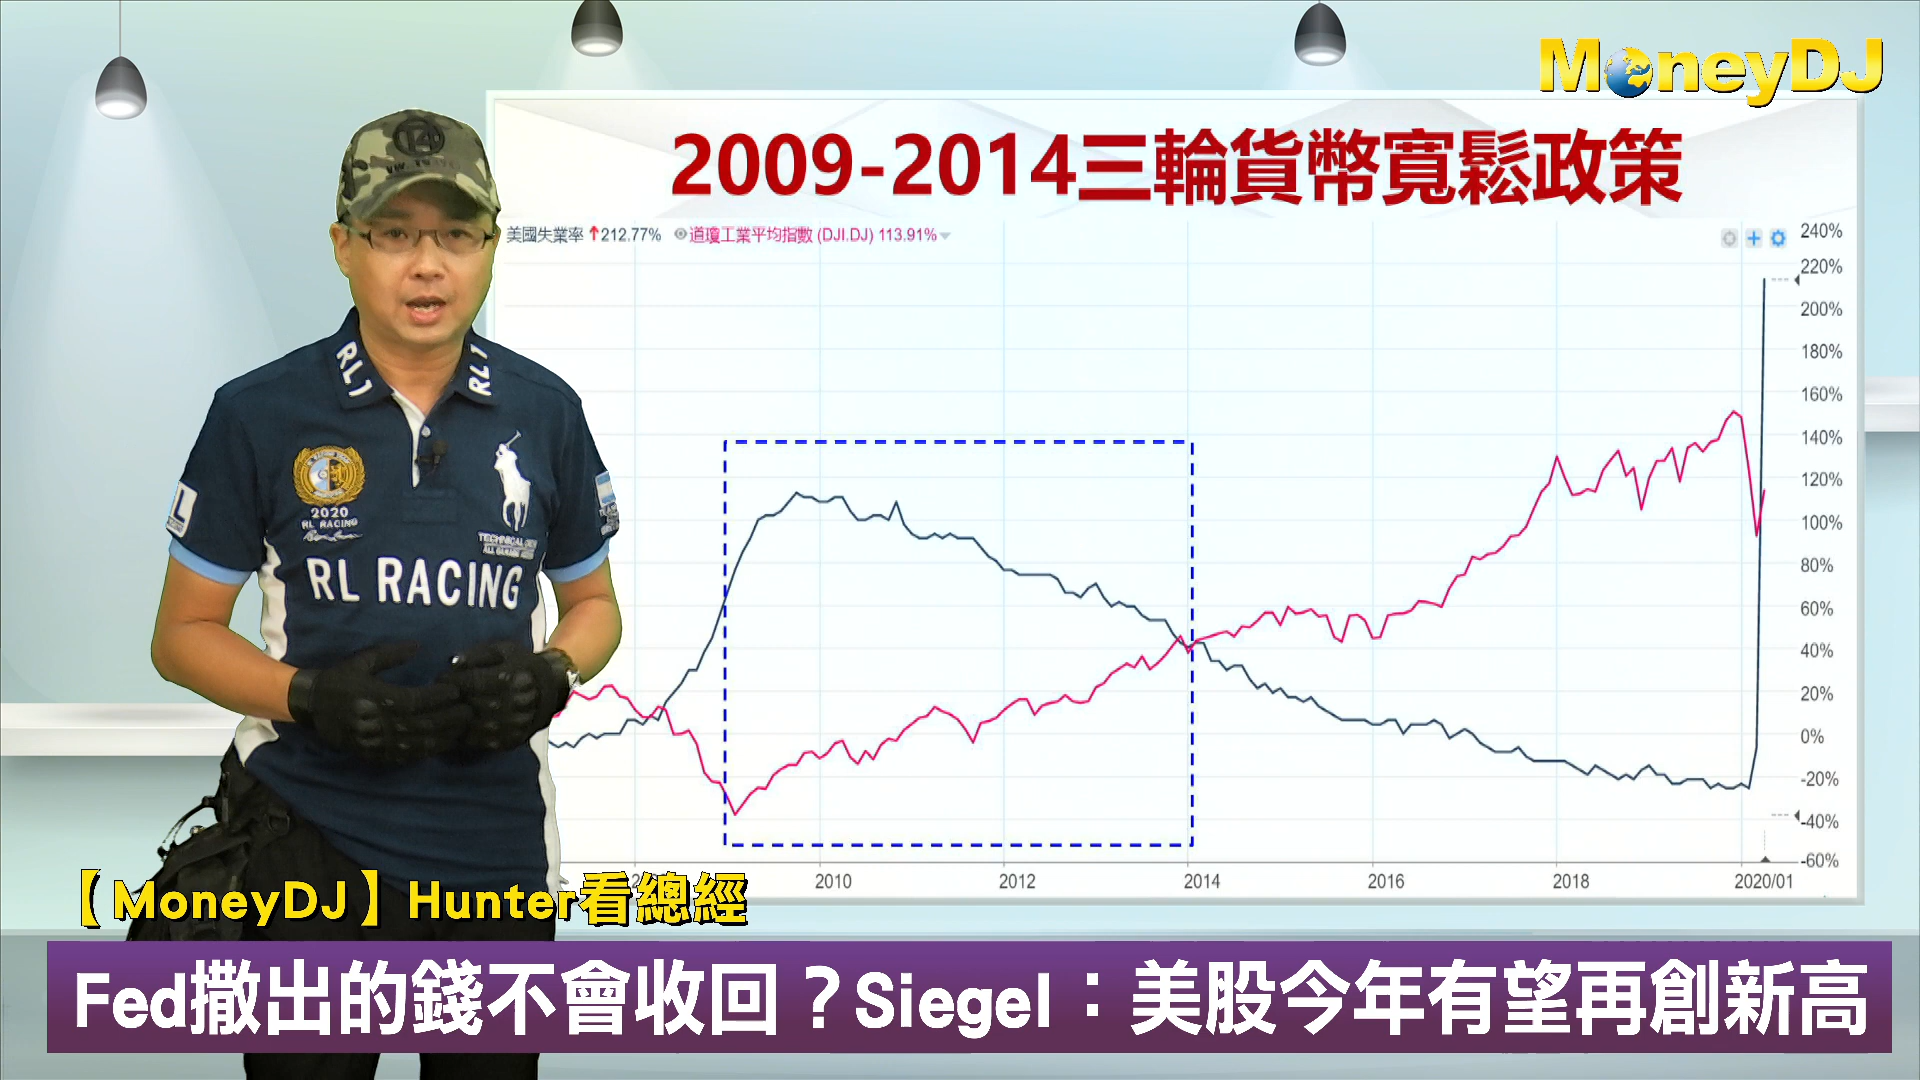 MoneyDJ
2009-2014三輪貨幣寬鬆政策
美國失業率 212.77% 道瓊工業平均指數 (DJI.DJ) 113.91%
240%
220%
200%
180%
160%
140%
120%
100%
80%
60%
40%
20%
0%
-20%
-40%
-60%
2010 2012 2014 2016 2018 2020/01
T4
RL1 RL1
L
2020
RL RACING
RL RACING
【MoneyDJ】Hunter看總經
Fed撒出的錢不會收回？Siegel：美股今年有望再創新高